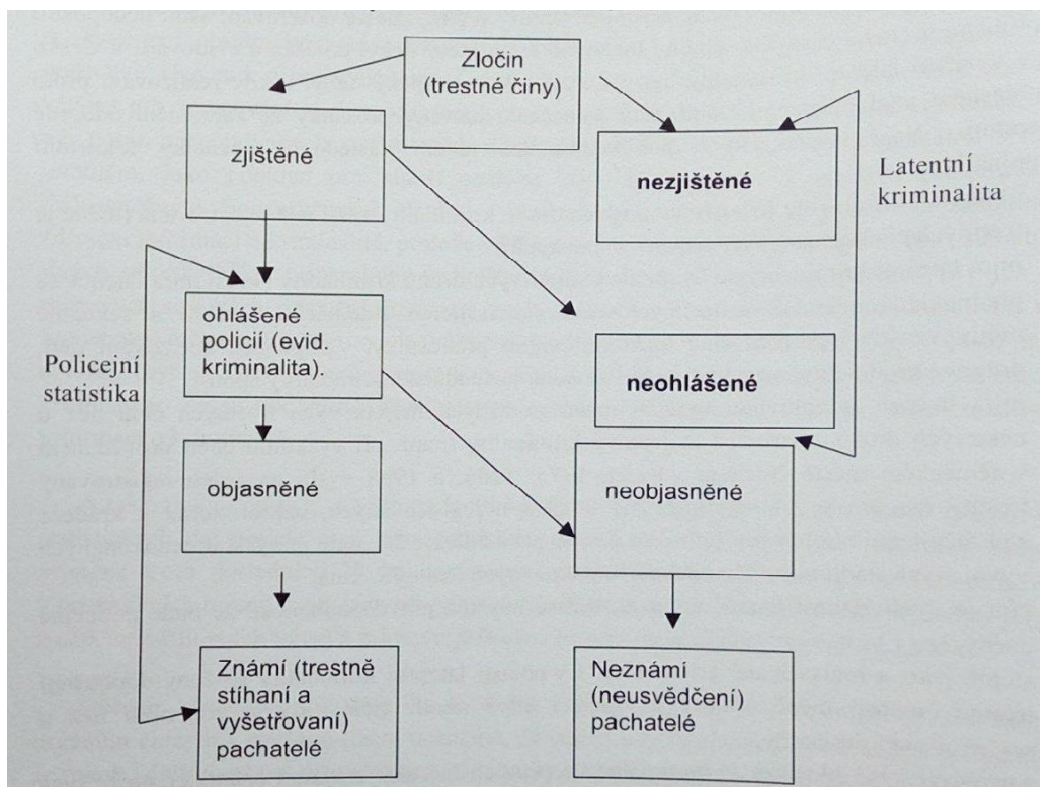 Zločin
(trestné činy)
zjištěné
nezjištěné
Latentní
kriminalita
ohlášené
policií (evid.
kriminalita).
neohlášené
Policejní
statistika
objasněné
neobjasněné
Známí (trestně
stíhaní a
vyšetřovaní)
pachatelé
Neznámí
(neusvědčení)
pachatelé